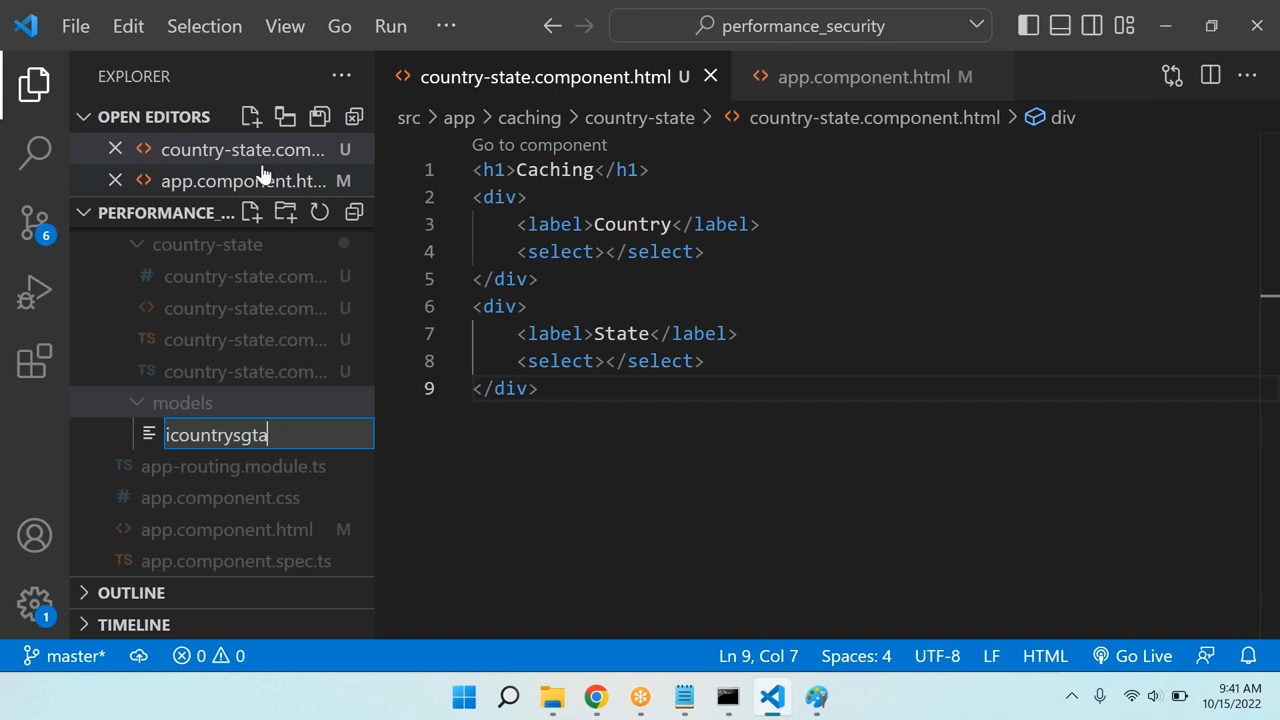 File Edit Selection View Go Run ··· performance_security
EXPLORER ···
OPEN EDITORS
country-state.com... U
app.component.ht... M
PERFORMANCE_...
country-state
# country-state.com... U
<> country-state.com... U
TS country-state.com... U
TS country-state.com... U
models
icountrysgta
TS app-routing.module.ts
# app.component.css
<> app.component.html M
TS app.component.spec.ts
OUTLINE
TIMELINE
<> country-state.component.html U <> app.component.html M
src > app > caching > country-state > <> country-state.component.html > div
Go to component
1 <h1>Caching</h1>
2 <div>
3 <label>Country</label>
4 <select></select>
5 </div>
6 <div>
7 <label>State</label>
8 <select></select>
9 </div>
6
1
master* 0 0 Ln 9, Col 7 Spaces: 4 UTF-8 LF HTML Go Live
9:41 AM
10/15/2022